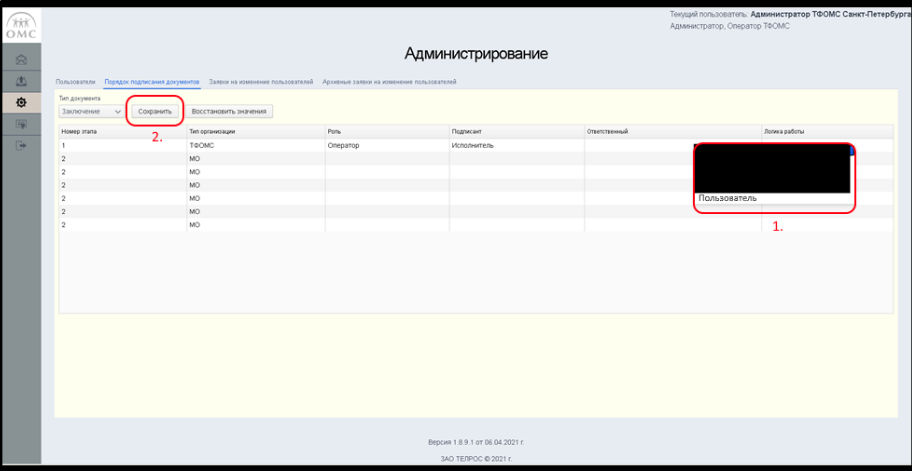 Текущий пользователь: Администратор ТФОМС Санкт-Петербурга
Администратор, Оператор ТФОМС
ОМС
Администрирование
Пользователи Порядок подписания документов Заявки на изменение пользователей Архивные заявки на изменение пользователей
Тип документа
Заключение Сохранить Восстановить значения
2.
Номер этапа Тип организации Роль Подписант Ответственный Логика работы
1 ТФОМС Оператор Исполнитель
2 МО
2 МО
2 МО
2 МО
Пользователь
2 МО
2 МО
1.
Версия 1.8.9.1 от 06.04.2021 г.
ЗАО ТЕЛРОС © 2021 г.